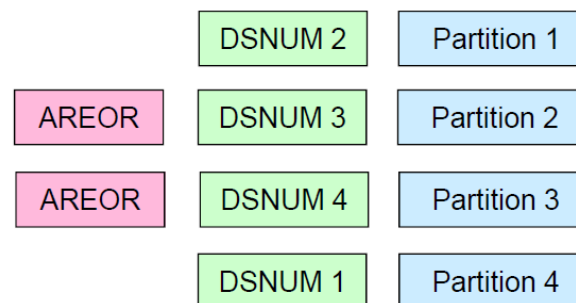 DSNUM 2 Partition 1
AREOR DSNUM 3 Partition 2
AREOR DSNUM 4 Partition 3
DSNUM 1 Partition 4